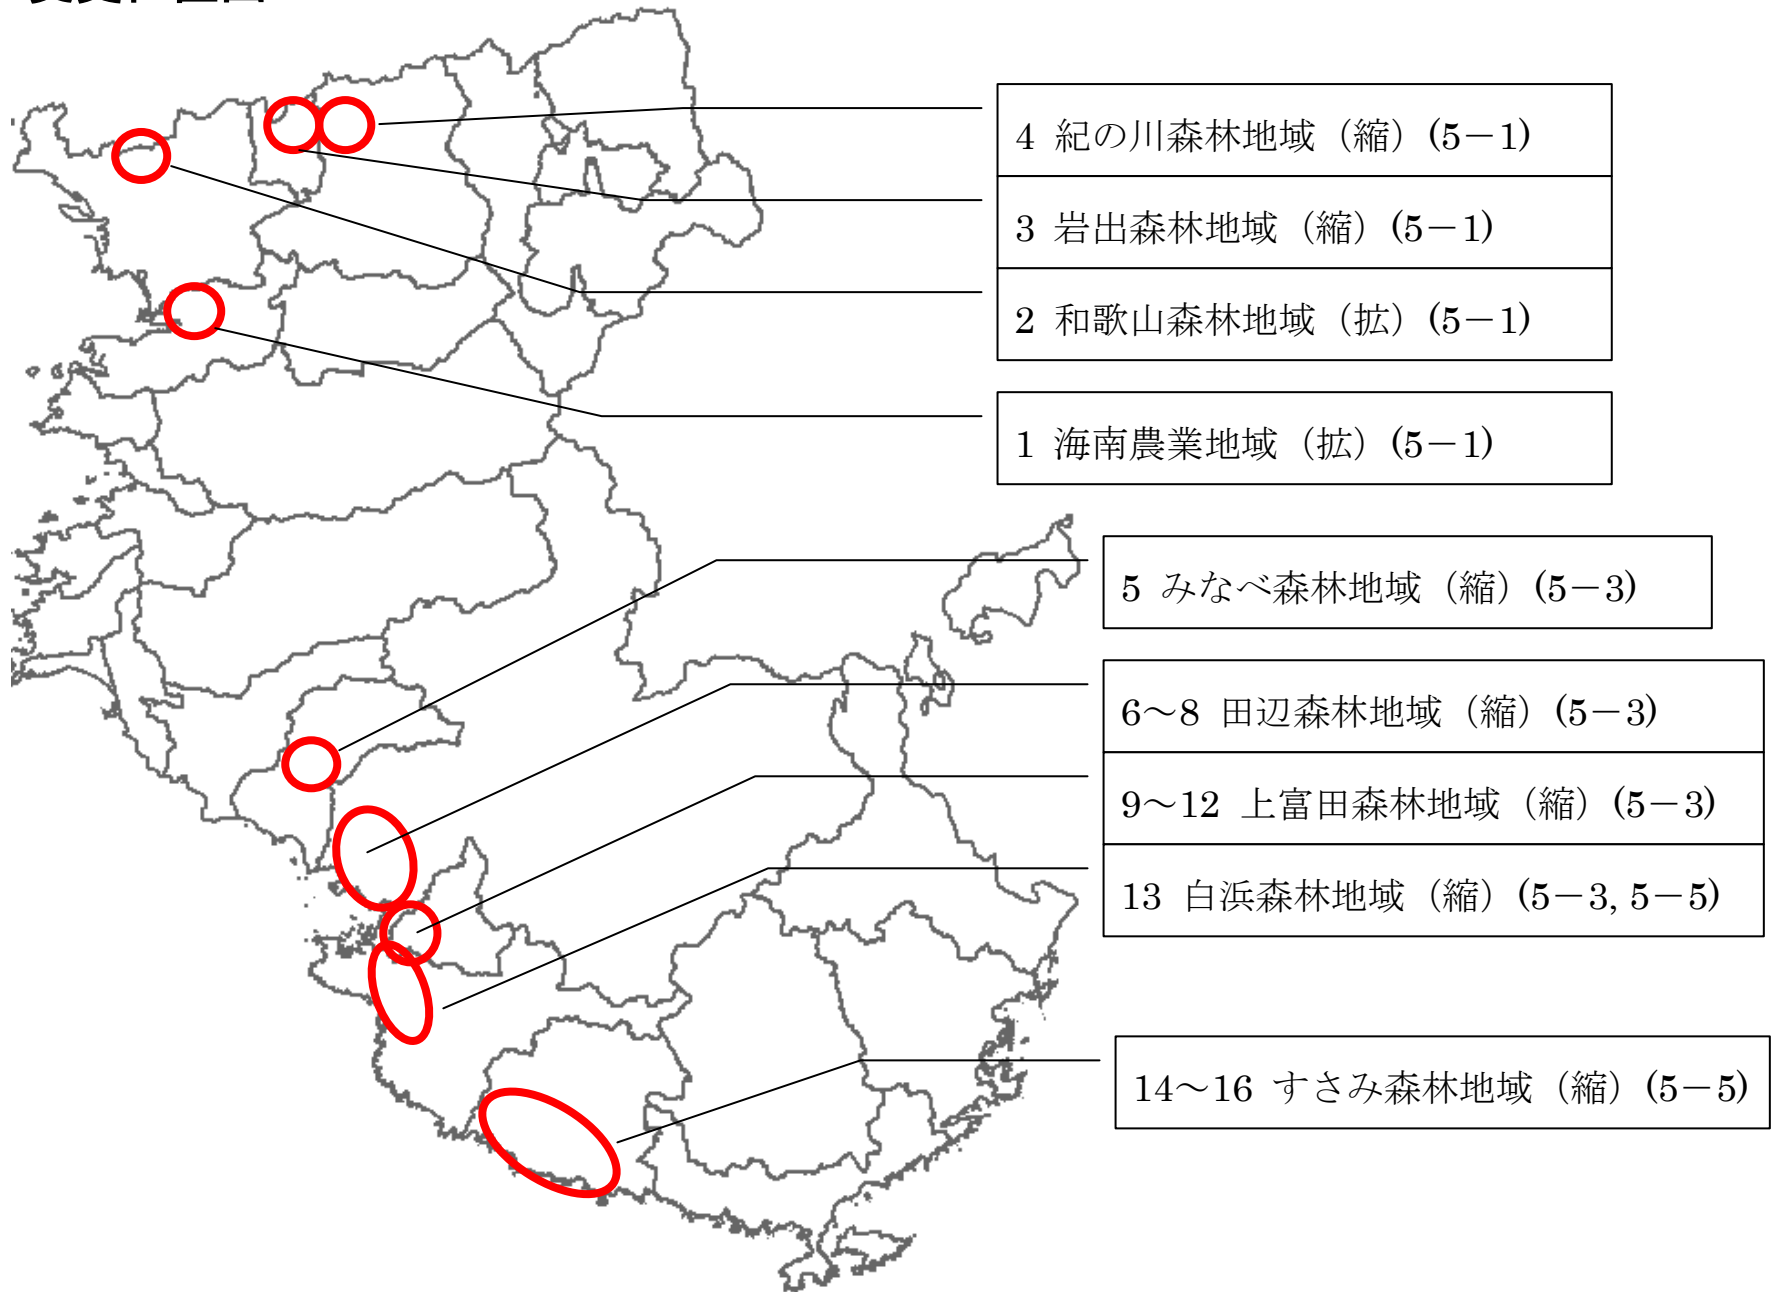 4 紀の川森林地域（縮）(5－1)
3 岩出森林地域（縮）(5－1)
2 和歌山森林地域（拡）(5－1)
1 海南農業地域（拡）(5－1)
5 みなべ森林地域（縮）(5－3)
6～8 田辺森林地域（縮）(5－3)
9～12 上富田森林地域（縮）(5－3)
13 白浜森林地域（縮）(5－3, 5－5)
14～16 すさみ森林地域（縮）(5－5)